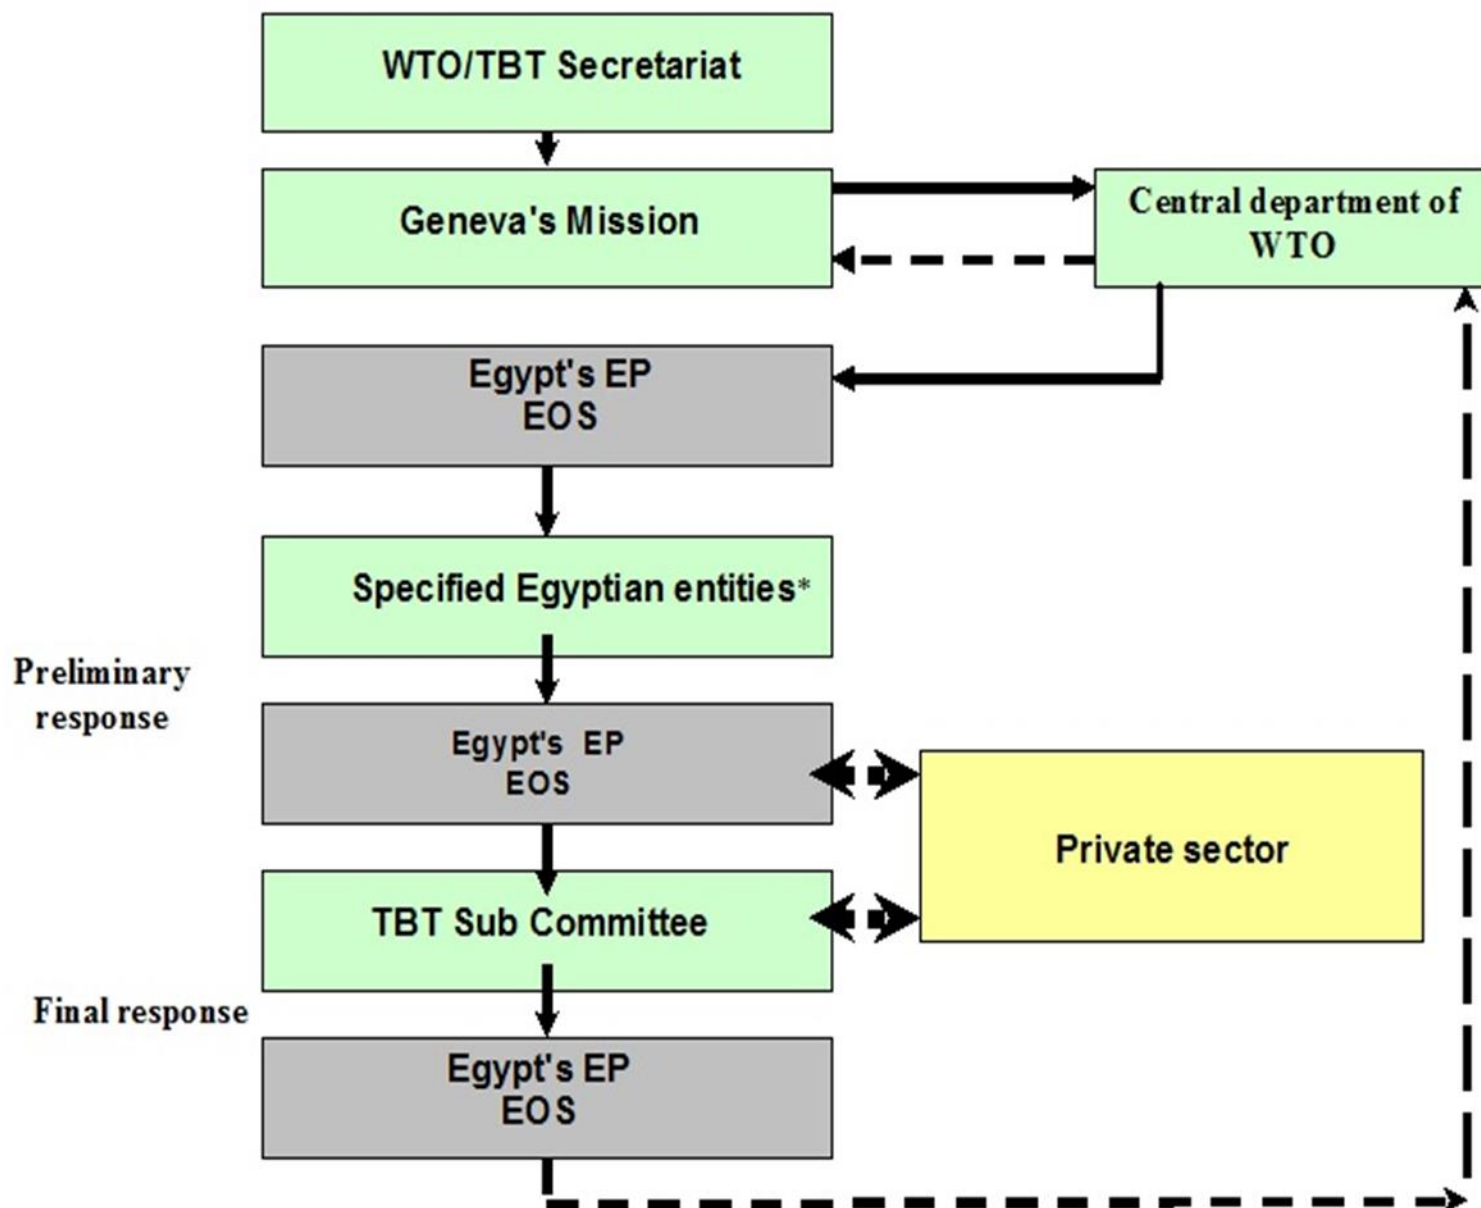 WTO/TBT Secretariat
Geneva's Mission
Central department of
WTO
Egypt's EP
EOS
Specified Egyptian entities*
Preliminary
response
Egypt's EP
EOS
Private sector
TBT Sub Committee
Final response
Egypt's EP
EOS